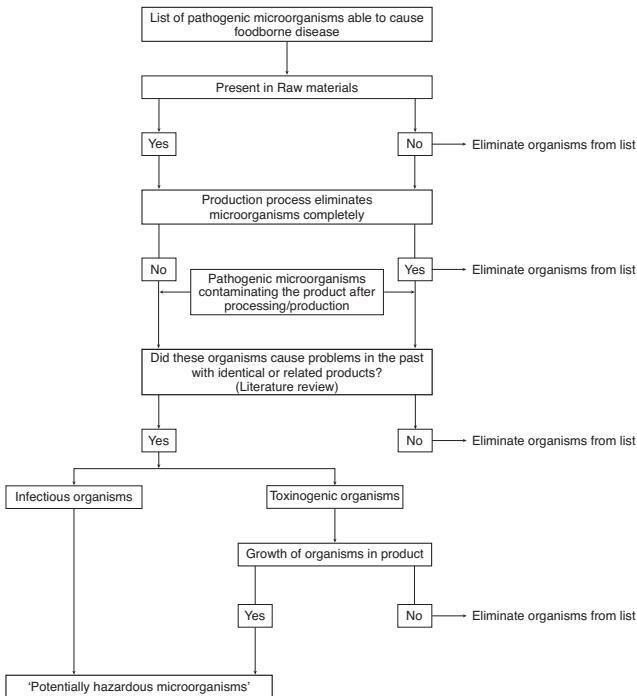 List of pathogenic microorganisms able to cause
foodborne disease
Present in Raw materials
Yes
No
Eliminate organisms from list
Production process eliminates
microorganisms completely
No
Yes
Eliminate organisms from list
Pathogenic microorganisms
contaminating the product after
processing/production
Did these organisms cause problems in the past
with identical or related products?
(Literature review)
Yes
No
Eliminate organisms from list
Infectious organisms
Toxinogenic organisms
Growth of organisms in product
Yes
No
Eliminate organisms from list
‘Potentially hazardous microorganisms’